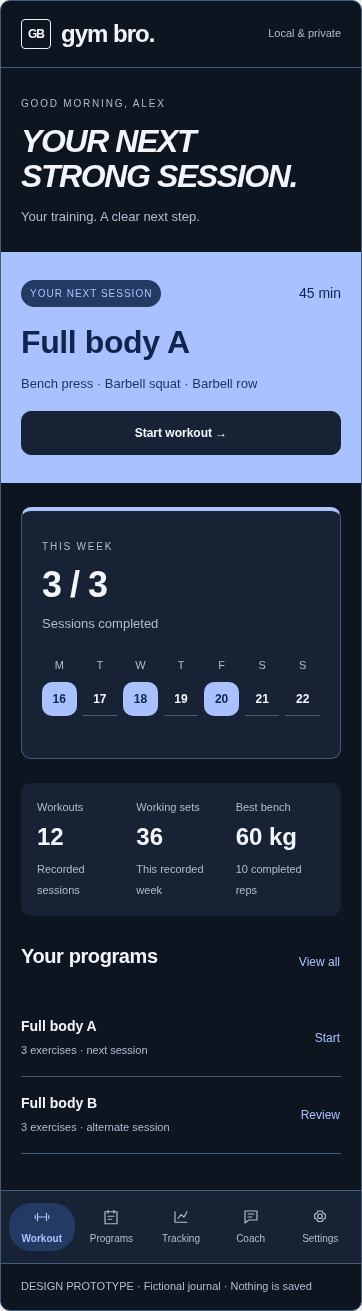 GB gym bro. Local & private
GOOD MORNING, ALEX
YOUR NEXT
STRONG SESSION.
Your training. A clear next step.
YOUR NEXT SESSION 45 min
Full body A
Bench press · Barbell squat · Barbell row
Start workout →
THIS WEEK
3 / 3
Sessions completed
M T W T F S S
16 17 18 19 20 21 22
Workouts Working sets Best bench
12 36 60 kg
Recorded This recorded 10 completed
sessions week reps
Your programs View all
Full body A
Start
3 exercises · next session
Full body B
Review
3 exercises · alternate session
Workout Programs Tracking Coach Settings
DESIGN PROTOTYPE · Fictional journal · Nothing is saved